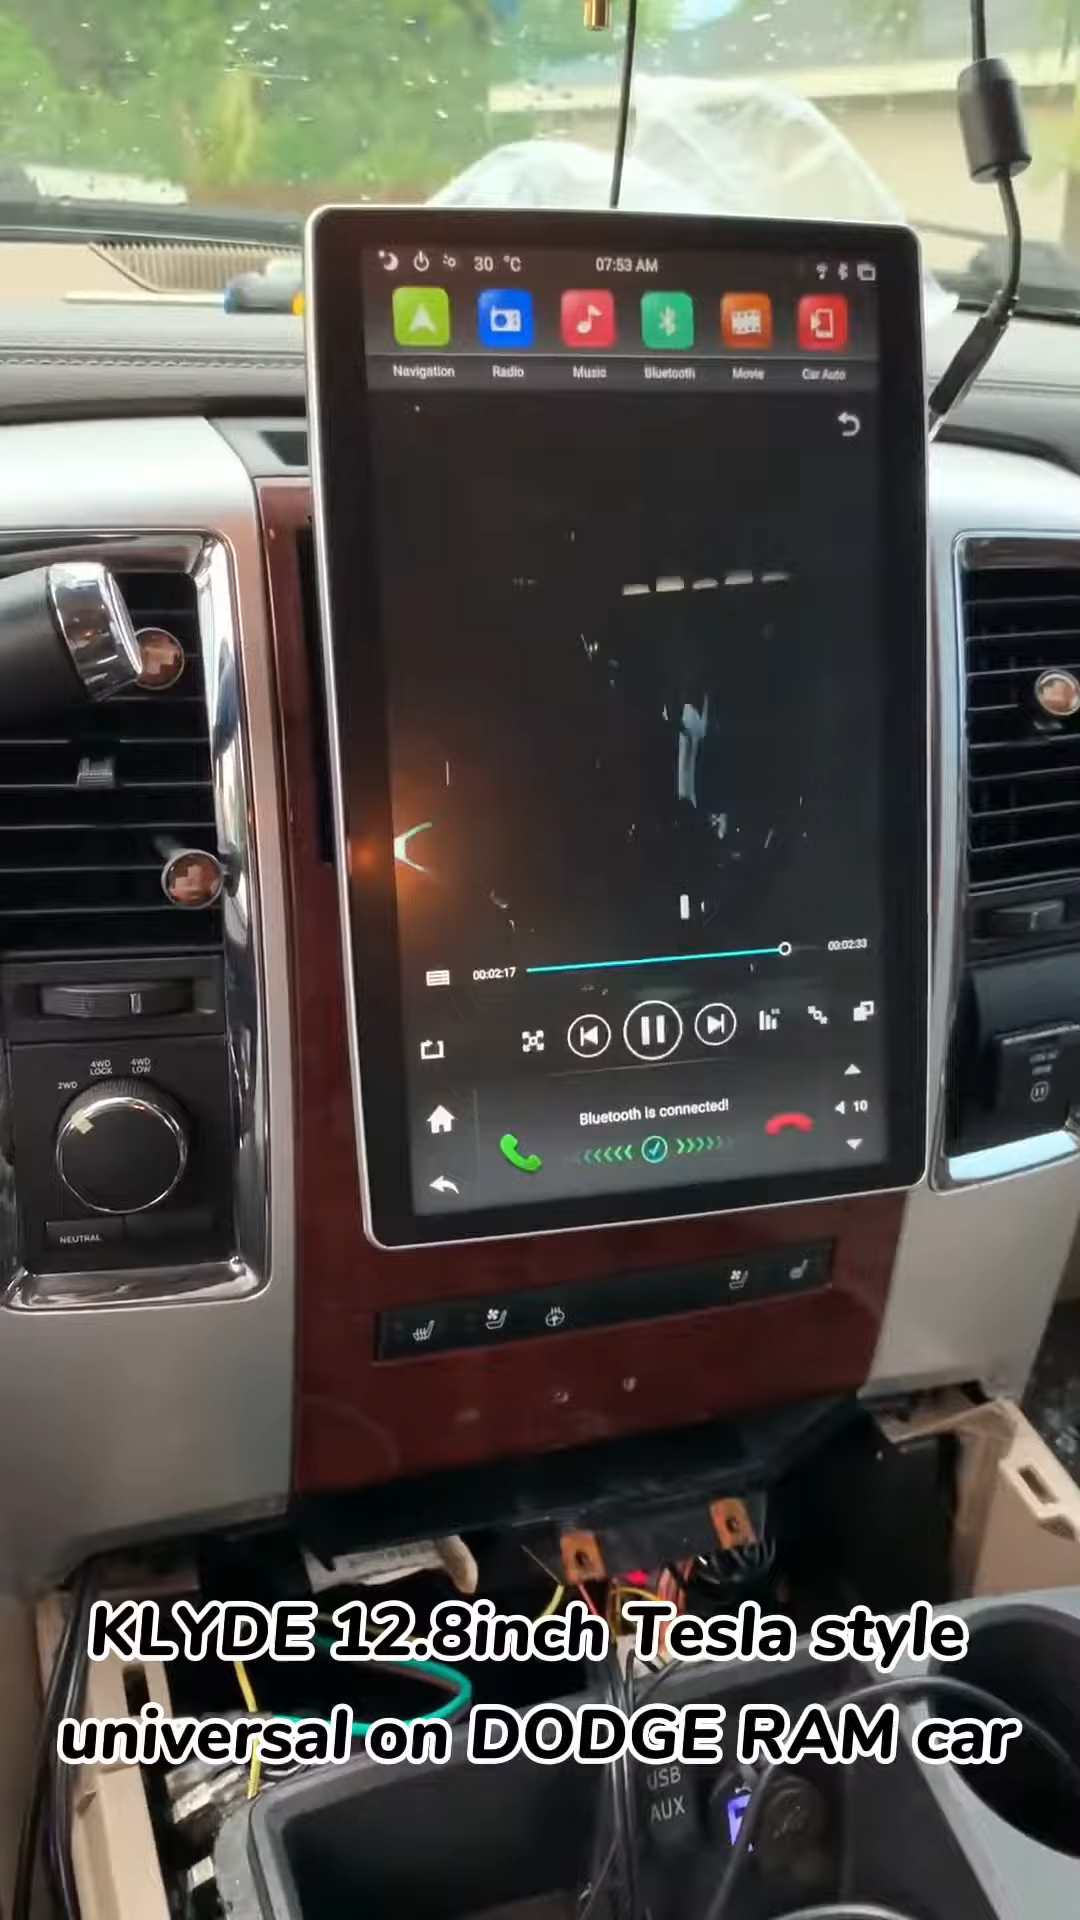 30 °C
07:53 AM
Navigation Radio Music Bluetooth Movie Car Auto
00:02:17
00:02:33
Bluetooth is connected!
10
2WD
4WD LOCK
4WD LOW
NEUTRAL
KLYDE 12.8inch Tesla style
universal on DODGE RAM car
USB
AUX